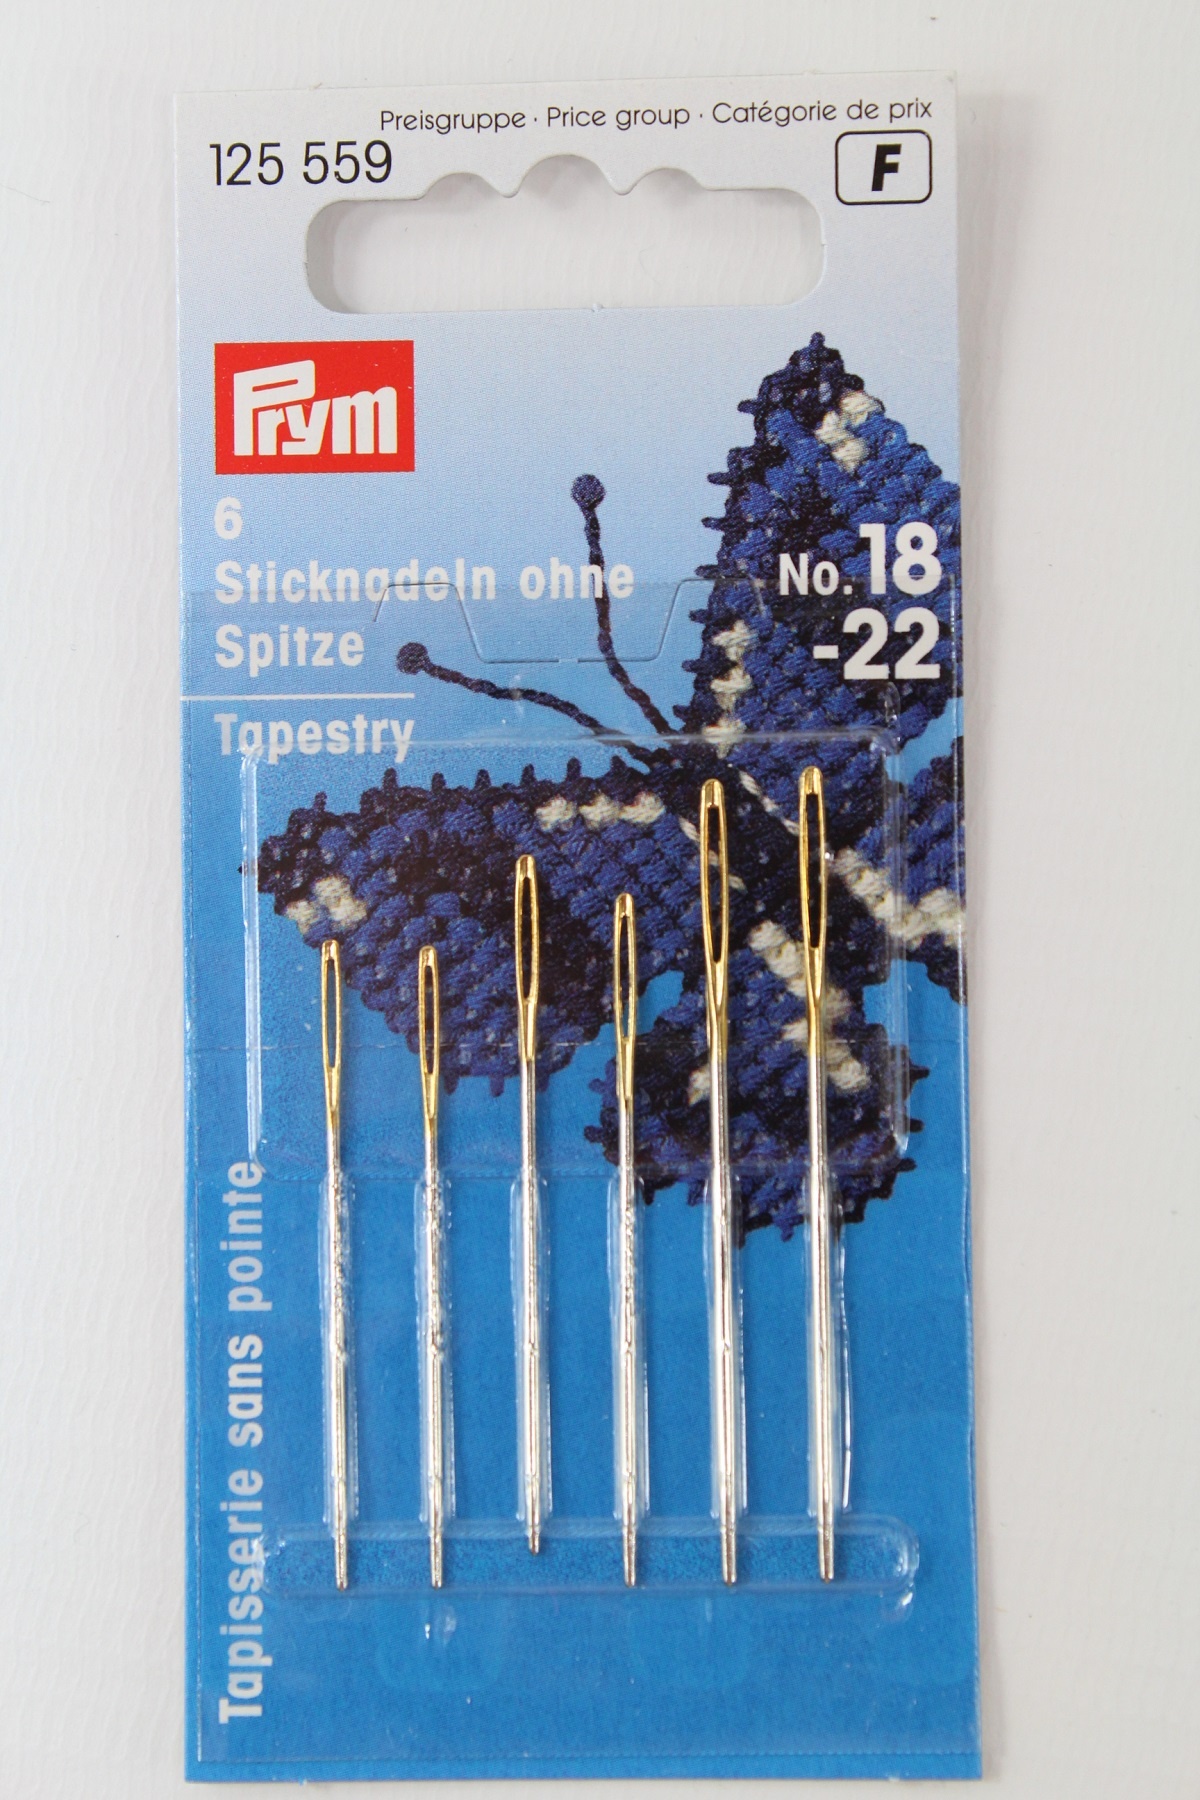 Preisgruppe · Price group · Catégorie de prix
125 559
F
Prym
6
Sticknadeln ohne
Spitze
No.18
-22
Tapestry
Tapisserie sans pointe